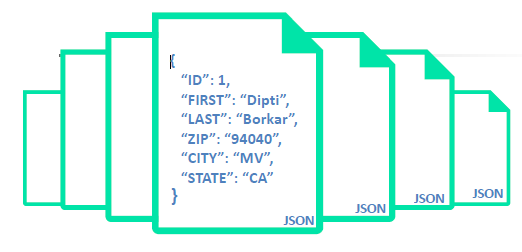 {
“ID”: 1,
“FIRST”: “Dipti”,
“LAST”: “Borkar”,
“ZIP”: “94040”,
“CITY”: “MV”,
“STATE”: “CA”
}
JSON
JSON
JSON
JSON